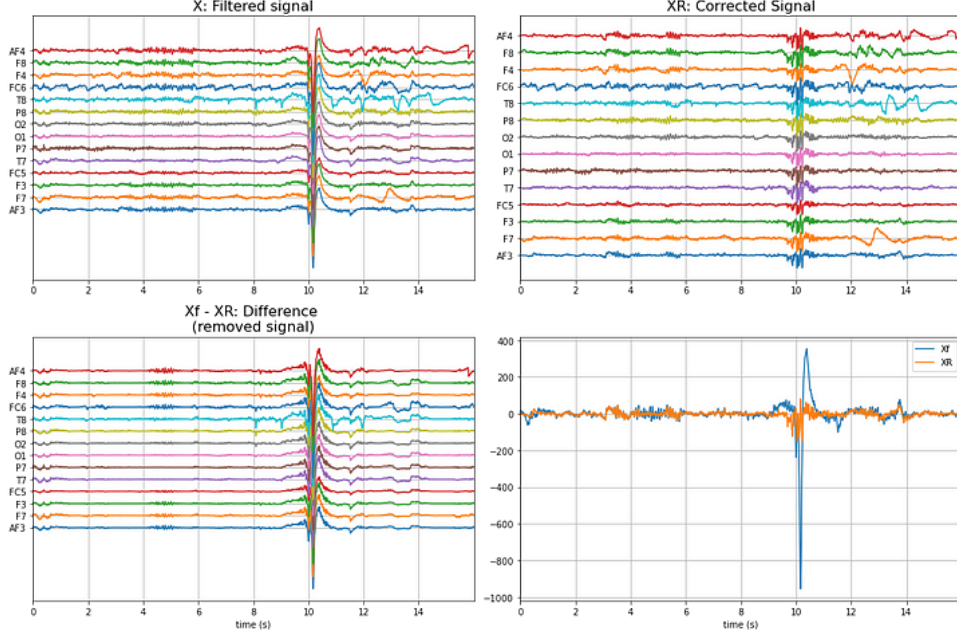 X: Filtered signal
AF4
F8
F4
FC6
T8
P8
O2
O1
P7
T7
FC5
F3
F7
AF3
0 2 4 6 8 10 12 14
XR: Corrected Signal
AF4
F8
F4
FC6
T8
P8
O2
O1
P7
T7
FC5
F3
F7
AF3
0 2 4 6 8 10 12 14
Xf - XR: Difference
(removed signal)
AF4
F8
F4
FC6
T8
P8
O2
O1
P7
T7
FC5
F3
F7
AF3
0 2 4 6 8 10 12 14
time (s)
400
200
0
−200
−400
−600
−800
−1000
Xf
XR
0 2 4 6 8 10 12 14
time (s)